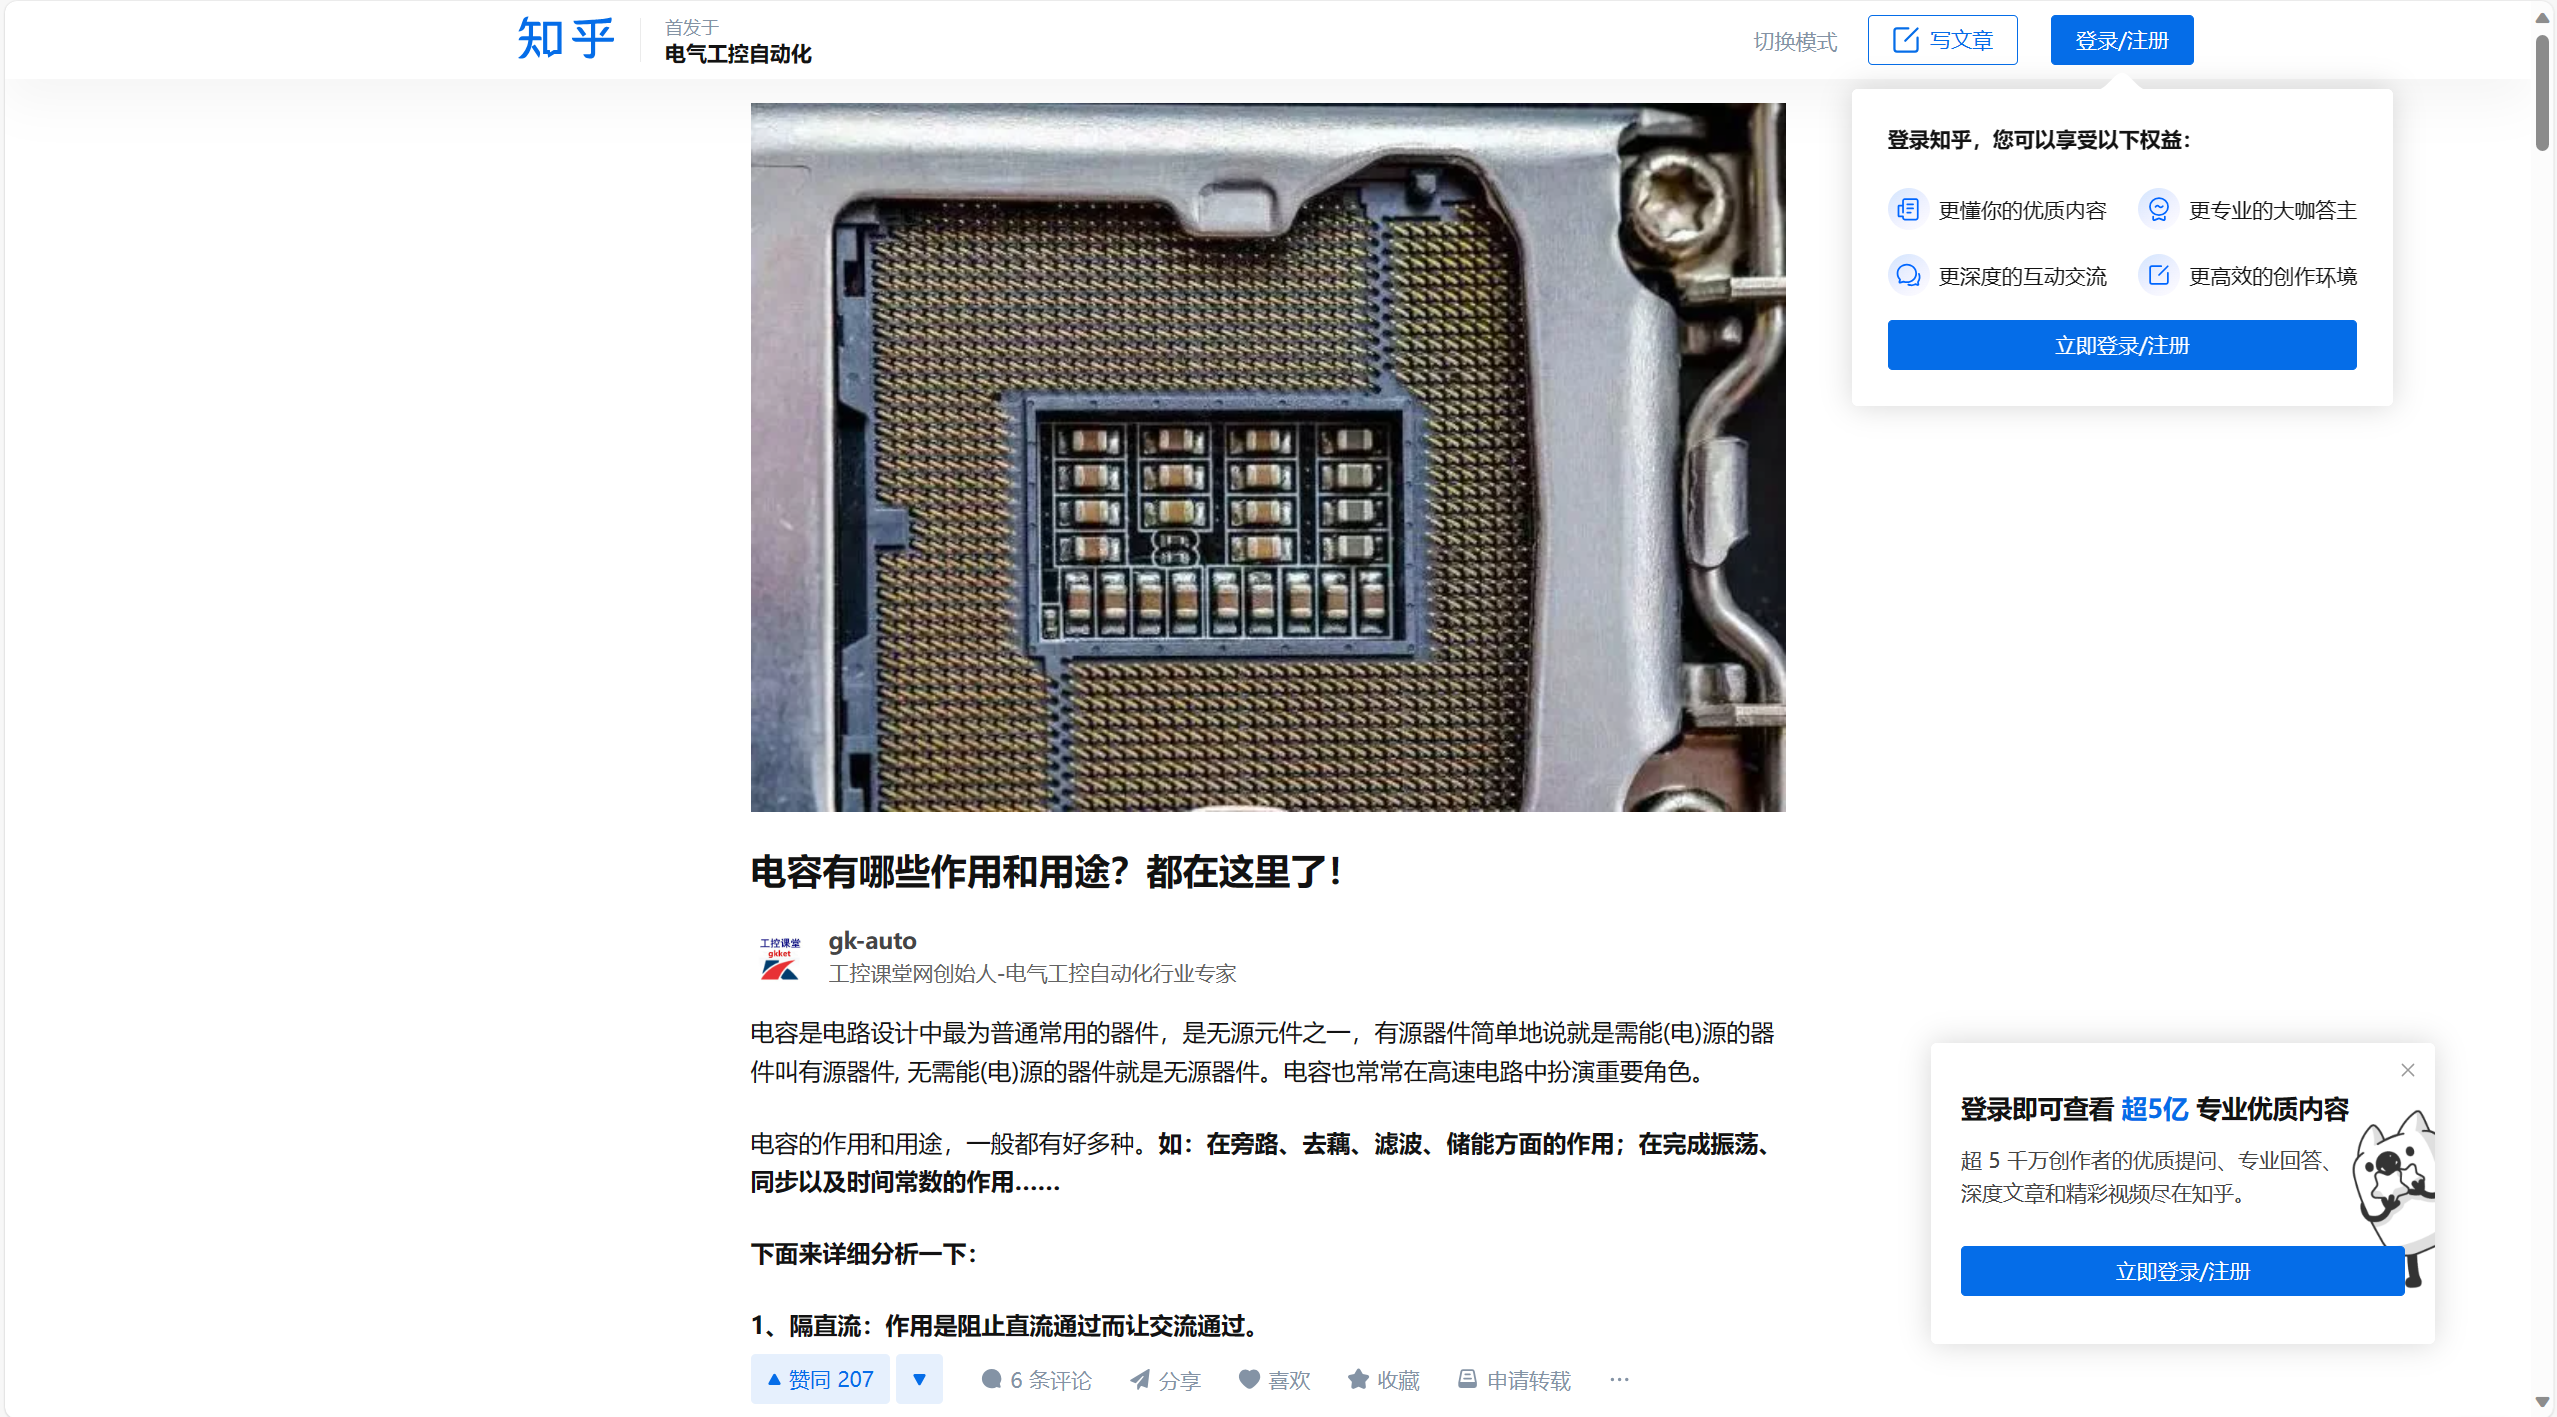 知乎
首发于
电气工控自动化
切换模式
写文章
登录/注册
登录知乎，您可以享受以下权益：
更懂你的优质内容
更专业的大咖答主
更深度的互动交流
更高效的创作环境
立即登录/注册
电容有哪些作用和用途？都在这里了！
工控课堂
gkket
gk-auto
工控课堂网创始人-电气工控自动化行业专家
电容是电路设计中最为普通常用的器件，是无源元件之一，有源器件简单地说就是需能(电)源的器
件叫有源器件, 无需能(电)源的器件就是无源器件。电容也常常在高速电路中扮演重要角色。
电容的作用和用途，一般都有好多种。如：在旁路、去藕、滤波、储能方面的作用；在完成振荡、
同步以及时间常数的作用……
下面来详细分析一下：
1、隔直流：作用是阻止直流通过而让交流通过。
赞同 207
6 条评论
分享
喜欢
收藏
申请转载
登录即可查看 超5亿 专业优质内容
超 5 千万创作者的优质提问、专业回答、
深度文章和精彩视频尽在知乎。
立即登录/注册